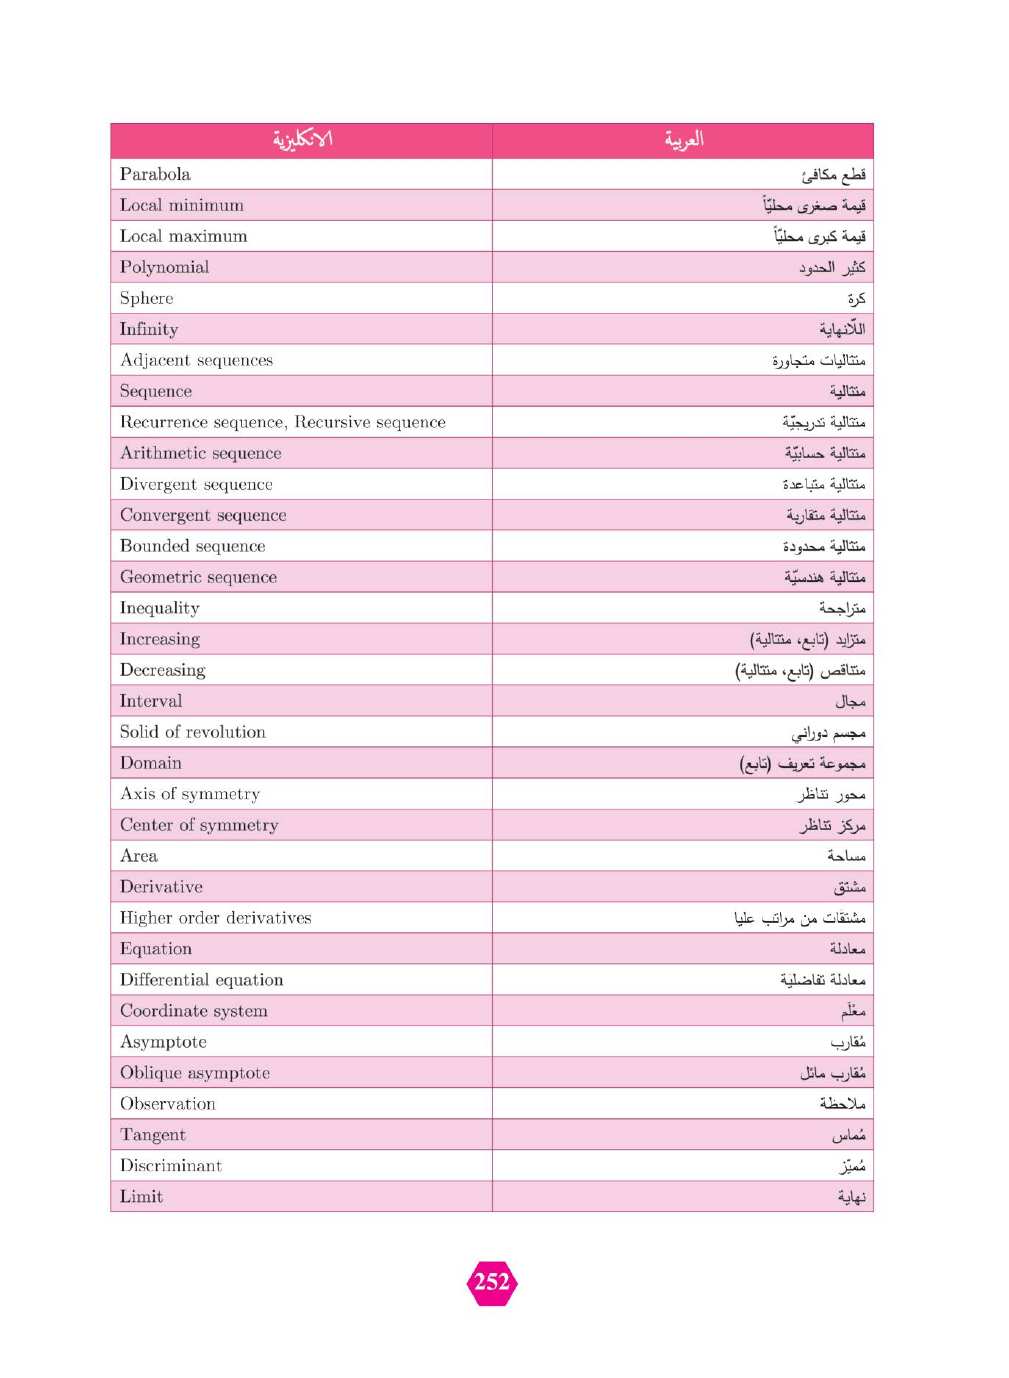 العربية الانكليزية
قطع مكافئ Parabola
قيمة صغرى محليّاً Local minimum
قيمة كبرى محليّاً Local maximum
كثير الحدود Polynomial
كرة Sphere
اللّانهاية Infinity
متتاليات متجاورة Adjacent sequences
متتالية Sequence
متتالية تدريجيّة Recurrence sequence, Recursive sequence
متتالية حسابيّة Arithmetic sequence
متتالية متباعدة Divergent sequence
متتالية متقاربة Convergent sequence
متتالية محدودة Bounded sequence
متتالية هندسيّة Geometric sequence
متراجحة Inequality
متزايد (تابع، متتالية) Increasing
متناقص (تابع، متتالية) Decreasing
مجال Interval
مجسم دوراني Solid of revolution
مجموعة تعريف (تابع) Domain
محور تناظر Axis of symmetry
مركز تناظر Center of symmetry
مساحة Area
مشتق Derivative
مشتقات من مراتب عليا Higher order derivatives
معادلة Equation
معادلة تفاضلية Differential equation
معْلَم Coordinate system
مُقارب Asymptote
مُقارب مائل Oblique asymptote
ملاحظة Observation
مُماس Tangent
مُميّز Discriminant
نهاية Limit
252